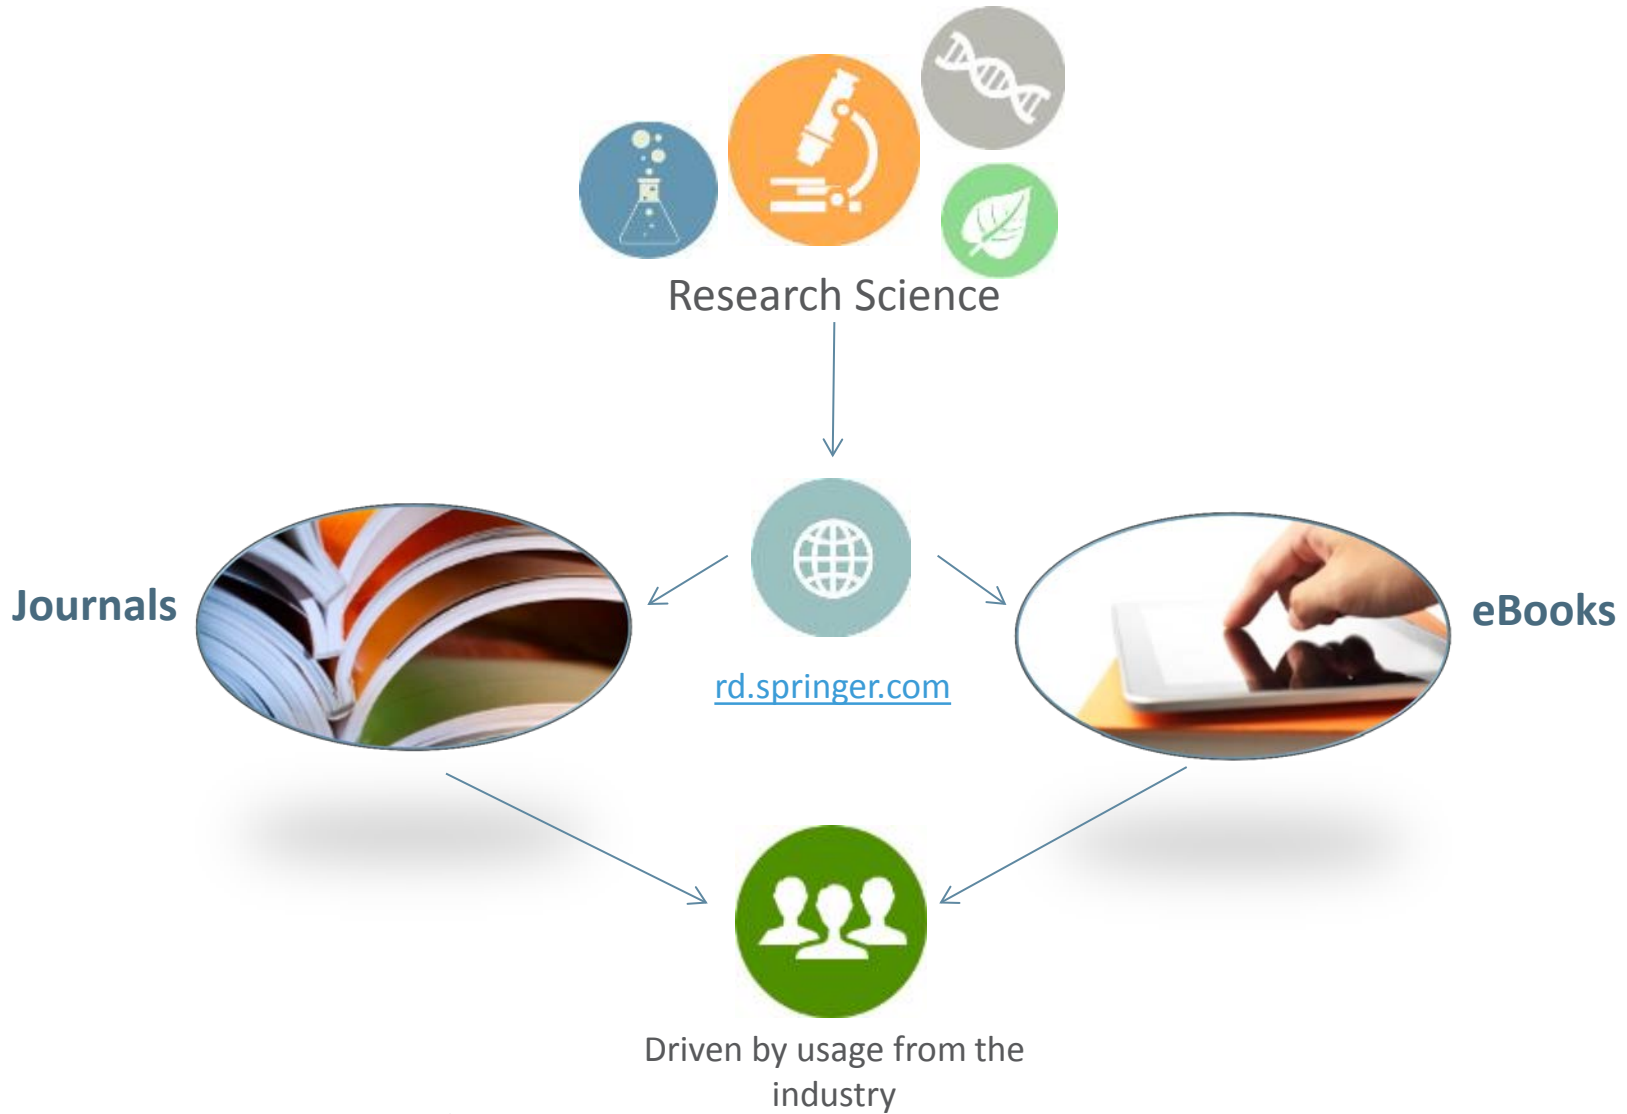 Research Science
Journals
eBooks
rd.springer.com
Driven by usage from the
industry